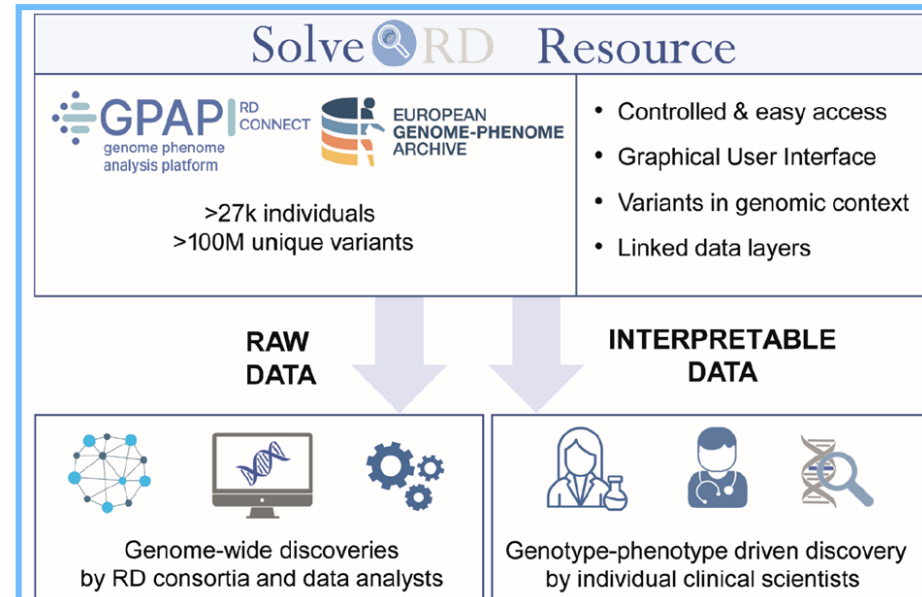 Solve RD Resource
GPAP RD CONNECT
genome phenome
analysis platform
EUROPEAN
GENOME-PHENOME
ARCHIVE
>27k individuals
>100M unique variants
• Controlled & easy access
• Graphical User Interface
• Variants in genomic context
• Linked data layers
RAW
DATA
INTERPRETABLE
DATA
Genome-wide discoveries
by RD consortia and data analysts
Genotype-phenotype driven discovery
by individual clinical scientists